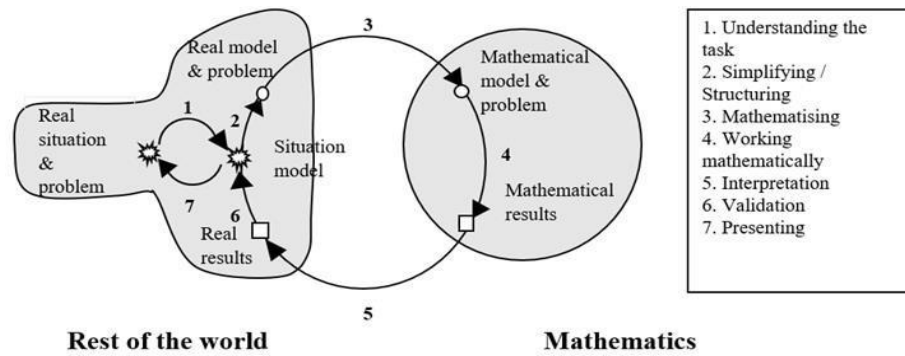 Real model
& problem
3
Mathematical
model &
problem
1. Understanding the
task
2. Simplifying /
Structuring
3. Mathematising
4. Working
mathematically
5. Interpretation
6. Validation
7. Presenting
Real
situation
&
problem
1
2
Situation
model
4
7
6
Real
results
Mathematical
results
5
Rest of the world
Mathematics